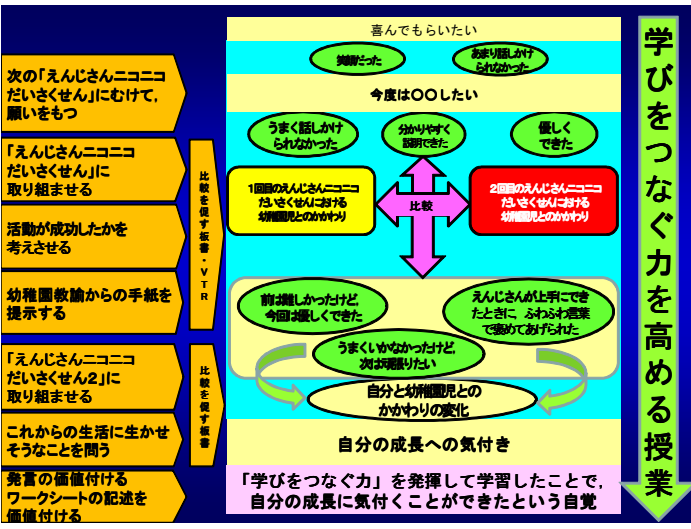 喜んでもらいたい
笑顔だった
あまり話しかけ
られなかった
今度は〇〇したい
うまく話しかけ
られなかった
分かりやすく
説明できた
優しく
できた
1回目のえんじさんニコニコ
だいさくせんにおける
幼稚園児とのかかわり
比較
2回目のえんじさんニコニコ
だいさくせんにおける
幼稚園児とのかかわり
前は難しかったけど,
今回は優しくできた
えんじさんが上手にでき
たときに ふわふわ言葉
で褒めてあげられた
うまくいかなかったけど,
次は頑張りたい
自分と幼稚園児との
かかわりの変化
自分の成長への気付き
「学びをつなぐ力」を発揮して学習したことで,
自分の成長に気付くことができたという自覚
次の「えんじさんニコニコ
だいさくせん」にむけて,
願いをもつ
「えんじさんニコニコ
だいさくせん」に
取り組ませる
活動が成功したかを
考えさせる
幼稚園教諭からの手紙を
提示する
「えんじさんニコニコ
だいさくせん2」に
取り組ませる
これからの生活に生かせ
そうなことを問う
発言の価値付ける
ワークシートの記述を
価値付ける
比較を促す板書・VTR
比較を促す板書
学びをつなぐ力を高める授業